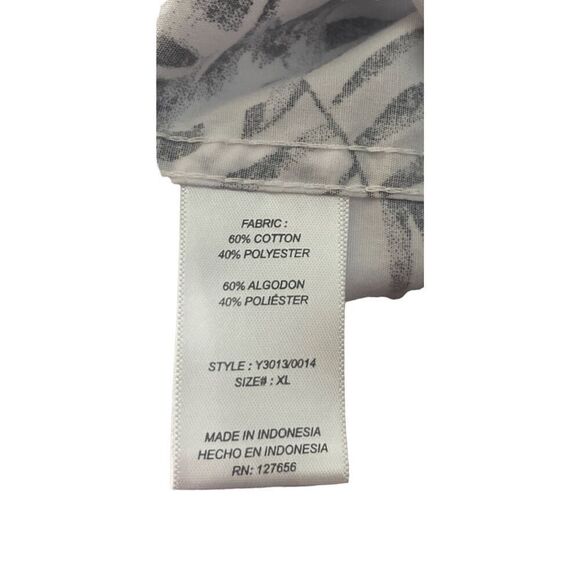 FABRIC :
60% COTTON
40% POLYESTER
60% ALGODON
40% POLIÉSTER
STYLE : Y3013/0014
SIZE# : XL
MADE IN INDONESIA
HECHO EN INDONESIA
RN: 127656